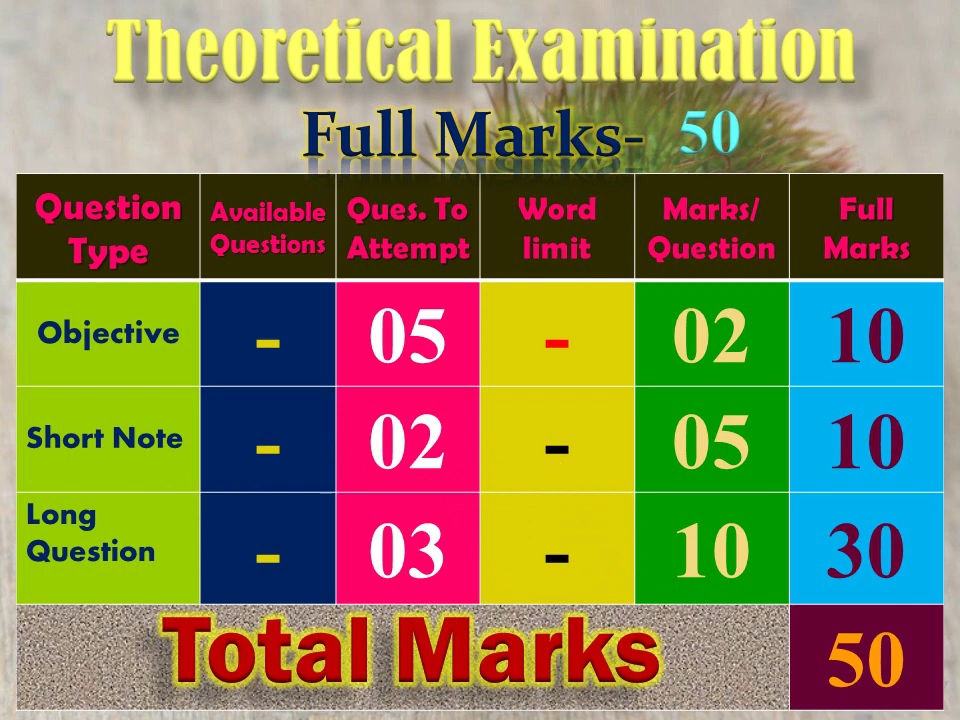 Theoretical Examination
Full Marks- 50
Question Type
Available Questions
Ques. To Attempt
Word limit
Marks/ Question
Full Marks
Objective - 05 - 02 10
Short Note - 02 - 05 10
Long Question - 03 - 10 30
Total Marks 50